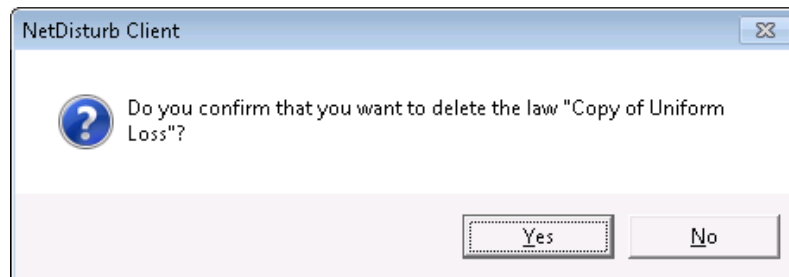 NetDisturb Client
Do you confirm that you want to delete the law "Copy of Uniform
Loss"?
Yes
No